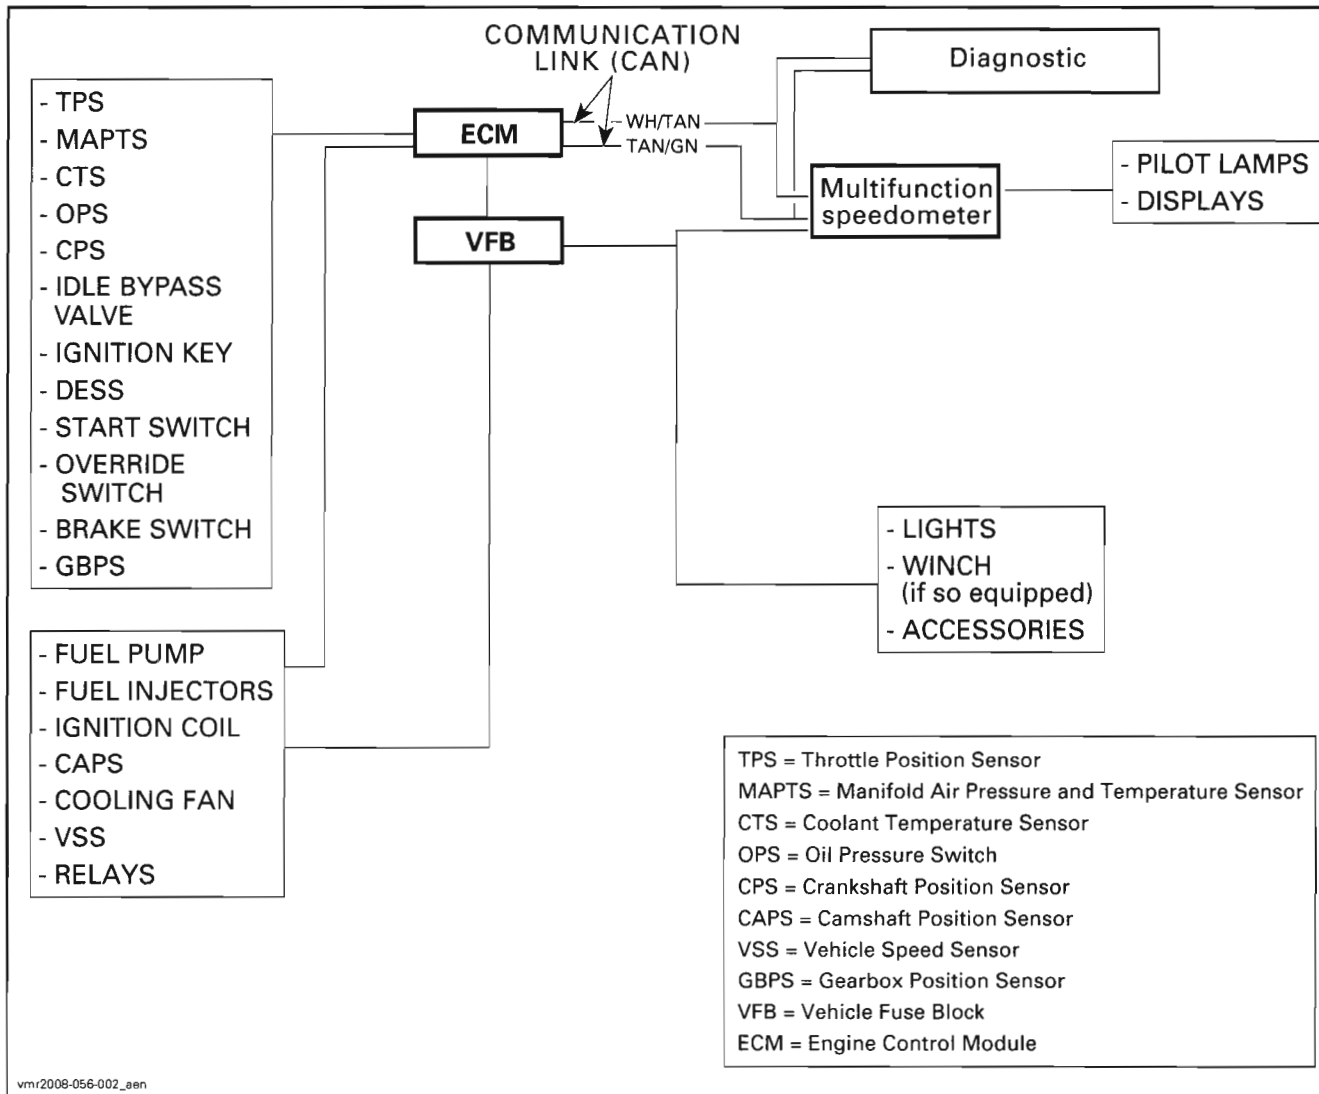 COMMUNICATION
LINK (CAN)
Diagnostic
- TPS
- MAPTS
- CTS
- OPS
- CPS
- IDLE BYPASS
VALVE
- IGNITION KEY
- DESS
- START SWITCH
- OVERRIDE
SWITCH
- BRAKE SWITCH
- GBPS
ECM
WH/TAN
TAN/GN
VFB
Multifunction
speedometer
- PILOT LAMPS
- DISPLAYS
- LIGHTS
- WINCH
(if so equipped)
- ACCESSORIES
- FUEL PUMP
- FUEL INJECTORS
- IGNITION COIL
- CAPS
- COOLING FAN
- VSS
- RELAYS
TPS = Throttle Position Sensor
MAPTS = Manifold Air Pressure and Temperature Sensor
CTS = Coolant Temperature Sensor
OPS = Oil Pressure Switch
CPS = Crankshaft Position Sensor
CAPS = Camshaft Position Sensor
VSS = Vehicle Speed Sensor
GBPS = Gearbox Position Sensor
VFB = Vehicle Fuse Block
ECM = Engine Control Module
vmr2008-056-002_aen